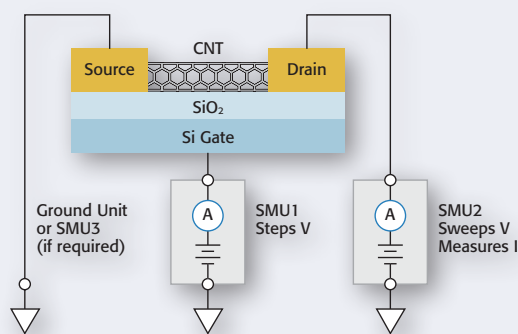 CNT
Source
Drain
SiO₂
Si Gate
Ground Unit
or SMU3
(if required)
A
SMU1
Steps V
A
SMU2
Sweeps V
Measures I